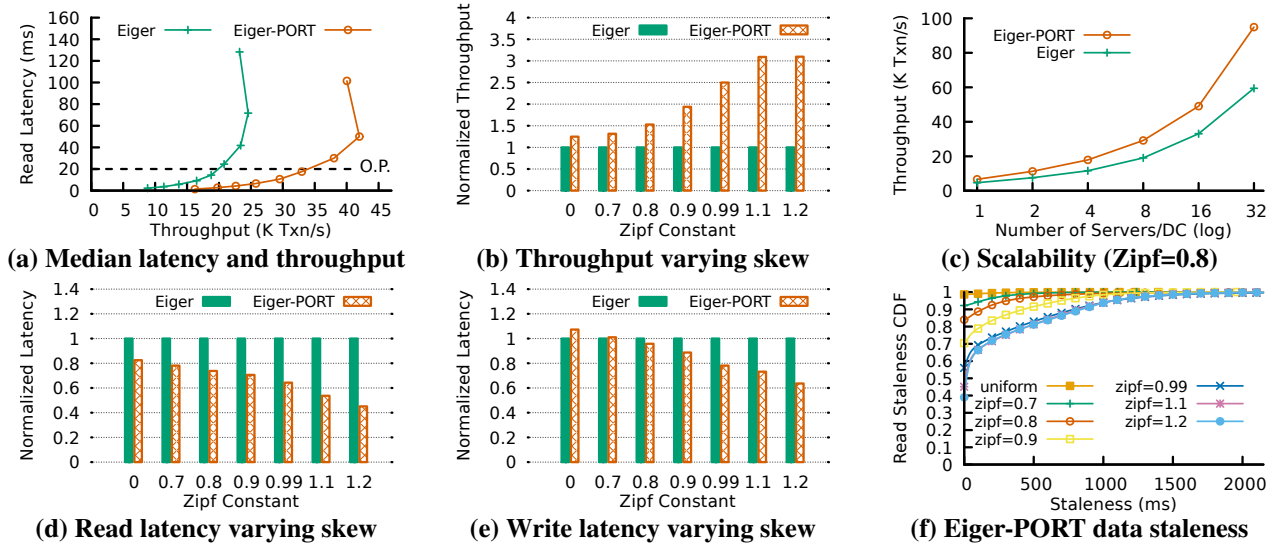 160
140
120
100
80
60
40
20
0
Read Latency (ms)
Eiger
Eiger-PORT
O.P.
0 5 10 15 20 25 30 35 40 45
Throughput (K Txn/s)
(a) Median latency and throughput
4
3.5
3
2.5
2
1.5
1
0.5
0
Normalized Throughput
Eiger
Eiger-PORT
0 0.7 0.8 0.9 0.99 1.1 1.2
Zipf Constant
(b) Throughput varying skew
100
80
60
40
20
0
Throughput (K Txn/s)
Eiger-PORT
Eiger
1 2 4 8 16 32
Number of Servers/DC (log)
(c) Scalability (Zipf=0.8)
1.4
1.2
1
0.8
0.6
0.4
0.2
0
Normalized Latency
Eiger
Eiger-PORT
0 0.7 0.8 0.9 0.99 1.1 1.2
Zipf Constant
(d) Read latency varying skew
1.4
1.2
1
0.8
0.6
0.4
0.2
0
Normalized Latency
Eiger
Eiger-PORT
0 0.7 0.8 0.9 0.99 1.1 1.2
Zipf Constant
(e) Write latency varying skew
1
0.9
0.8
0.7
0.6
0.5
0.4
0.3
0.2
0.1
0
Read Staleness CDF
uniform
zipf=0.7
zipf=0.8
zipf=0.9
zipf=0.99
zipf=1.1
zipf=1.2
0 500 1000 1500 2000
Staleness (ms)
(f) Eiger-PORT data staleness